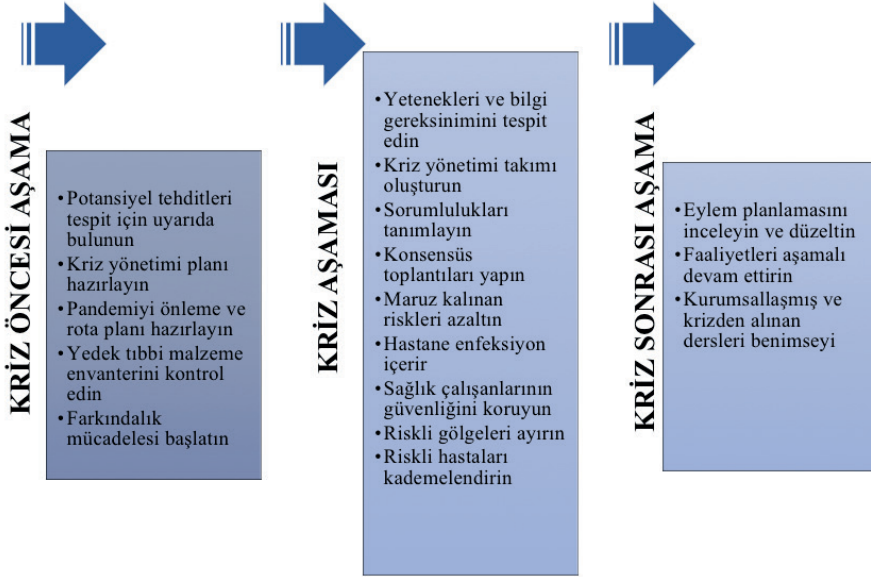 KRİZ ÖNCESİ AŞAMA
•Potansiyel tehditleri
tespit için uyarıda
bulunun
•Kriz yönetimi planı
hazırlayın
•Pandemiyi önleme ve
rota planı hazırlayın
•Yedek tıbbi malzeme
envanterini kontrol
edin
•Farkındalık
mücadelesi başlatın
KRİZ AŞAMASI
•Yetenekleri ve bilgi
gereksinimini tespit
edin
•Kriz yönetimi takımı
oluşturun
•Sorumlulukları
tanımlayın
•Konsensüs
toplantıları yapın
•Maruz kalınan
riskleri azaltın
•Hastane enfeksiyon
içerir
•Sağlık çalışanlarının
güvenliğini koruyun
•Riskli gölgeleri ayırın
•Riskli hastaları
kademelendirin
KRİZ SONRASI AŞAMA
•Eylem planlamasını
inceleyin ve düzeltin
•Faaliyetleri aşamalı
devam ettirin
•Kurumsallaşmış ve
krizden alınan
dersleri benimseyi